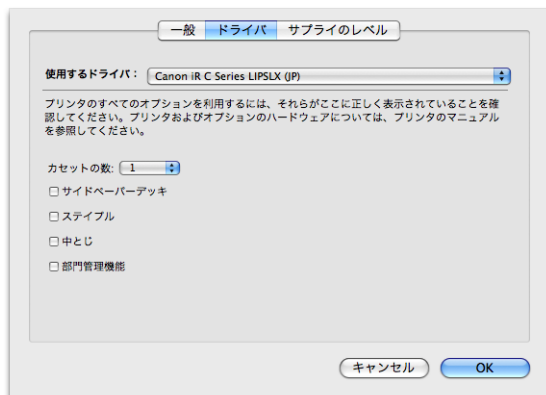 一般 ドライバ サプライのレベル
使用するドライバ： Canon iR C Series LIPSLX (JP)
プリンタのすべてのオプションを利用するには、それらがここに正しく表示されていることを確
認してください。プリンタおよびオプションのハードウェアについては、プリンタのマニュアル
を参照してください。
カセットの数: 1
サイドペーパーデッキ
ステイプル
中とじ
部門管理機能
キャンセル OK